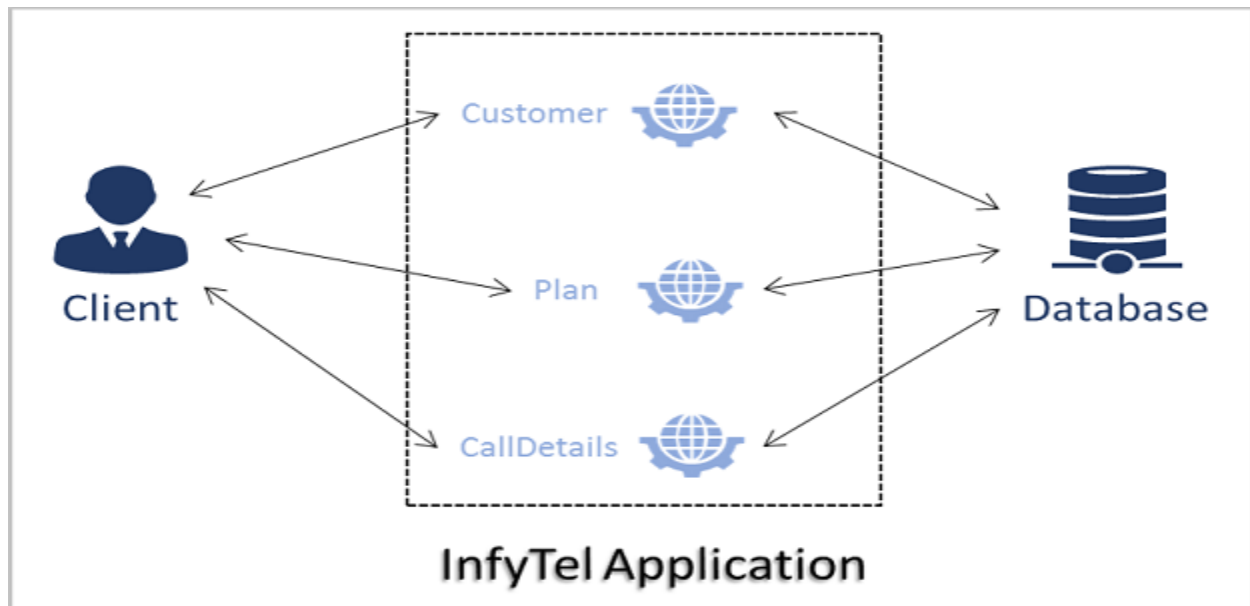 Customer
Client
Plan
Database
CallDetails
InfyTel Application